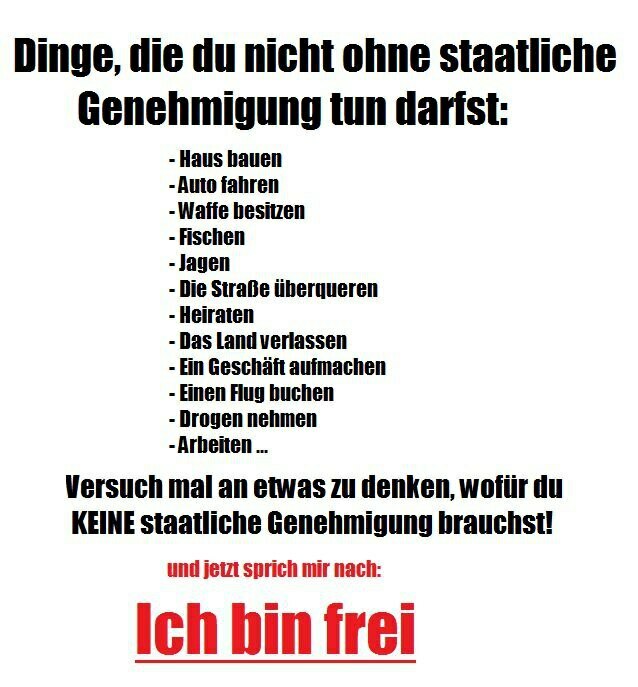 Dinge, die du nicht ohne staatliche
Genehmigung tun darfst:
- Haus bauen
- Auto fahren
- Waffe besitzen
- Fischen
- Jagen
- Die Straße überqueren
- Heiraten
- Das Land verlassen
- Ein Geschäft aufmachen
- Einen Flug buchen
- Drogen nehmen
- Arbeiten ...
Versuch mal an etwas zu denken, wofür du
KEINE staatliche Genehmigung brauchst!
und jetzt sprich mir nach:
Ich bin frei